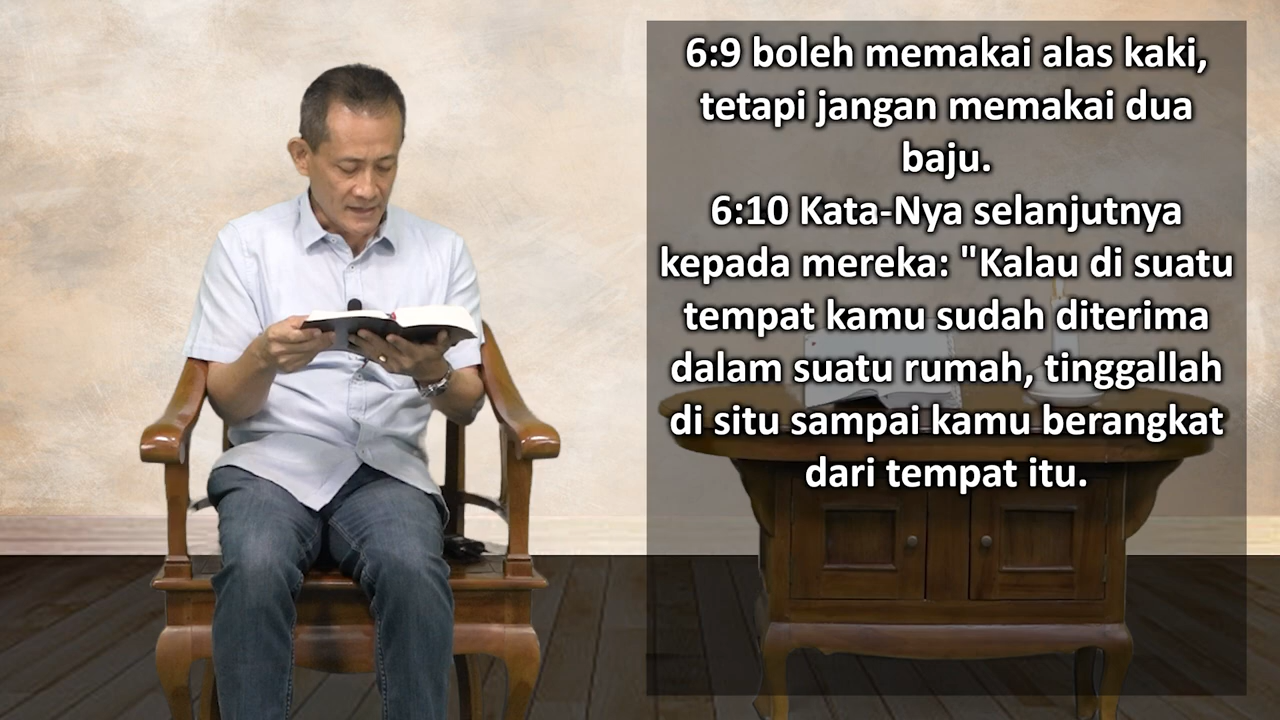 6:9 boleh memakai alas kaki,
tetapi jangan memakai dua
baju.
6:10 Kata-Nya selanjutnya
kepada mereka: "Kalau di suatu
tempat kamu sudah diterima
dalam suatu rumah, tinggallah
di situ sampai kamu berangkat
dari tempat itu.